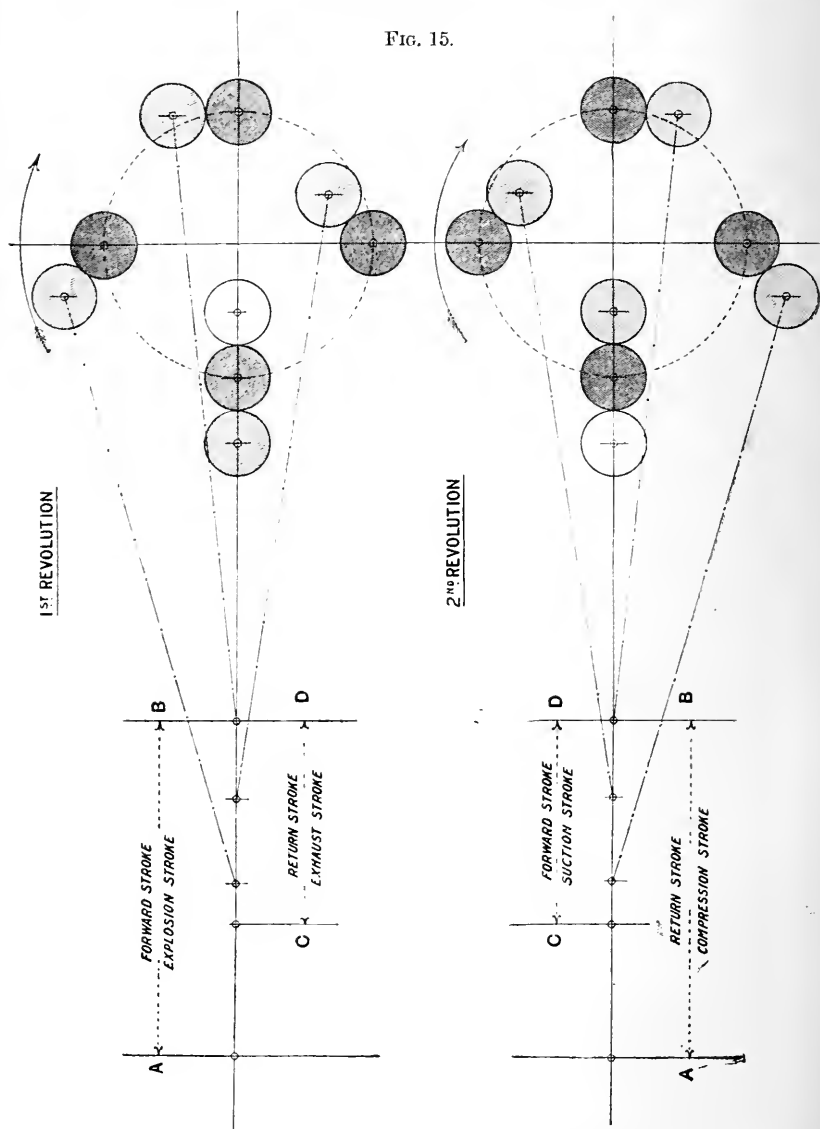 FIG. 15.
1ST REVOLUTION
A
FORWARD STROKE
EXPLOSION STROKE
B
C
RETURN STROKE
EXHAUST STROKE
D
2ND REVOLUTION
C
FORWARD STROKE
SUCTION STROKE
D
A
RETURN STROKE
COMPRESSION STROKE
B